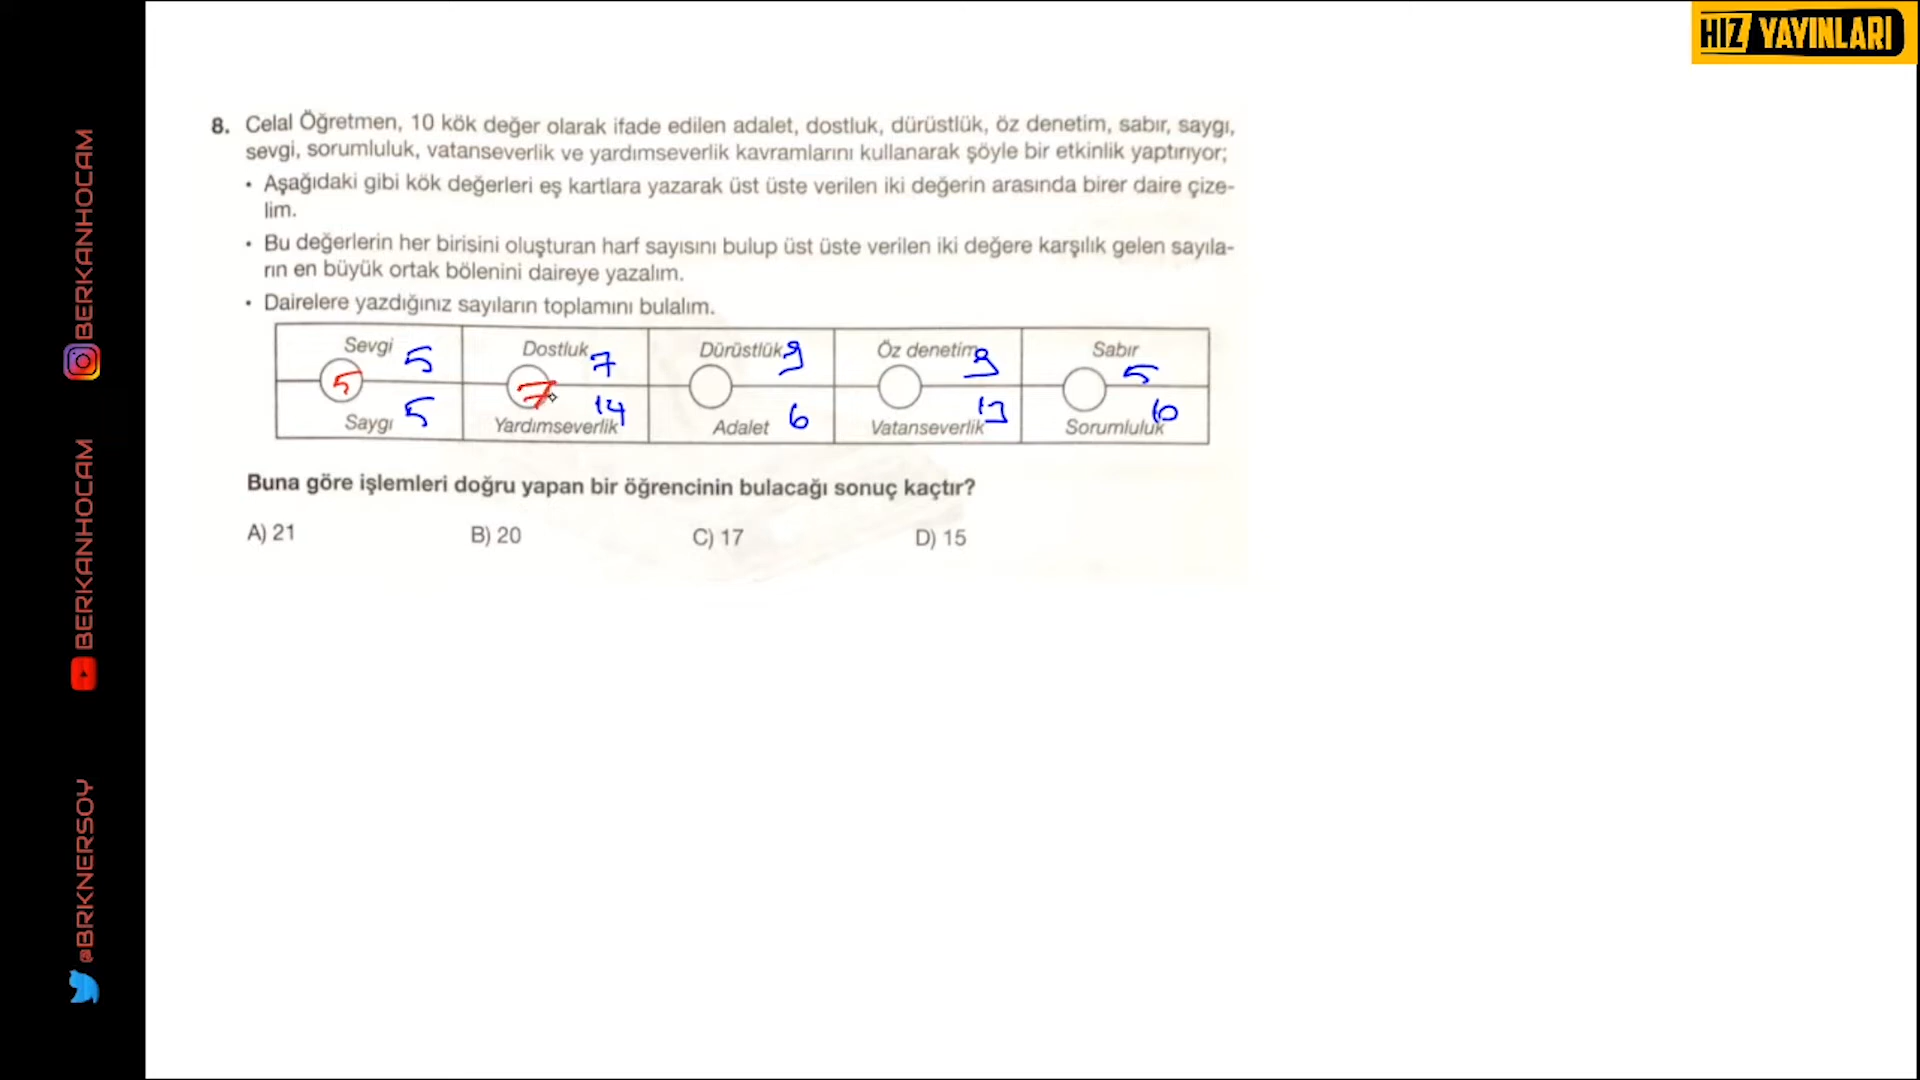 HIZ YAYINLARI
BERKANHOCAM
BERKANHOCAM
@BRKNERSOY
8. Celal Öğretmen, 10 kök değer olarak ifade edilen adalet, dostluk, dürüstlük, öz denetim, sabır, saygı,
sevgi, sorumluluk, vatanseverlik ve yardımseverlik kavramlarını kullanarak şöyle bir etkinlik yaptırıyor;
• Aşağıdaki gibi kök değerleri eş kartlara yazarak üst üste verilen iki değerin arasında birer daire çize-
lim.
• Bu değerlerin her birisini oluşturan harf sayısını bulup üst üste verilen iki değere karşılık gelen sayıla-
rın en büyük ortak bölenini daireye yazalım.
• Dairelere yazdığınız sayıların toplamını bulalım.
Sevgi 5 Dostluk 7 Dürüstlük 9 Öz denetim 9 Sabır 5
5 7
Saygı 5 Yardımseverlik 14 Adalet 6 Vatanseverlik 13 Sorumluluk 10
Buna göre işlemleri doğru yapan bir öğrencinin bulacağı sonuç kaçtır?
A) 21 B) 20 C) 17 D) 15